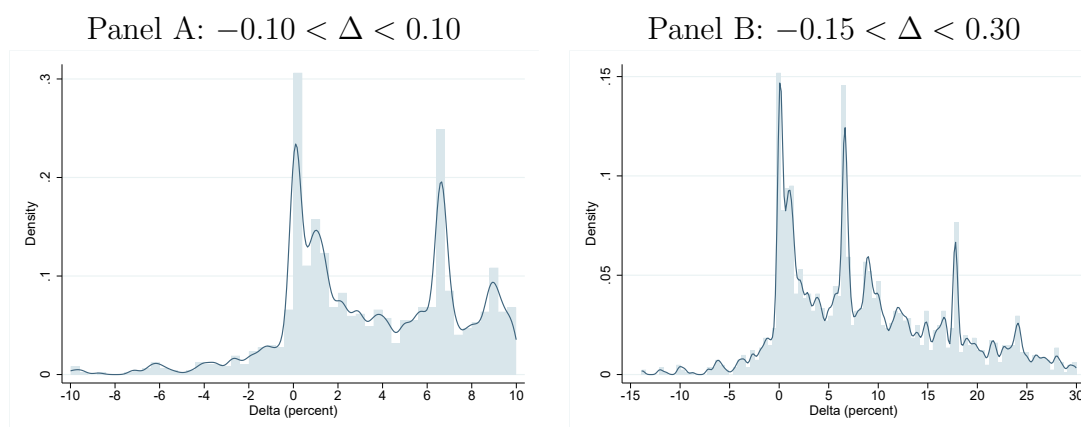 Panel A: −0.10 < Δ < 0.10
Panel B: −0.15 < Δ < 0.30
Density
.3
.2
.1
0
-10 -8 -6 -4 -2 0 2 4 6 8 10
Delta (percent)
Density
.15
.1
.05
0
-15 -10 -5 0 5 10 15 20 25 30
Delta (percent)